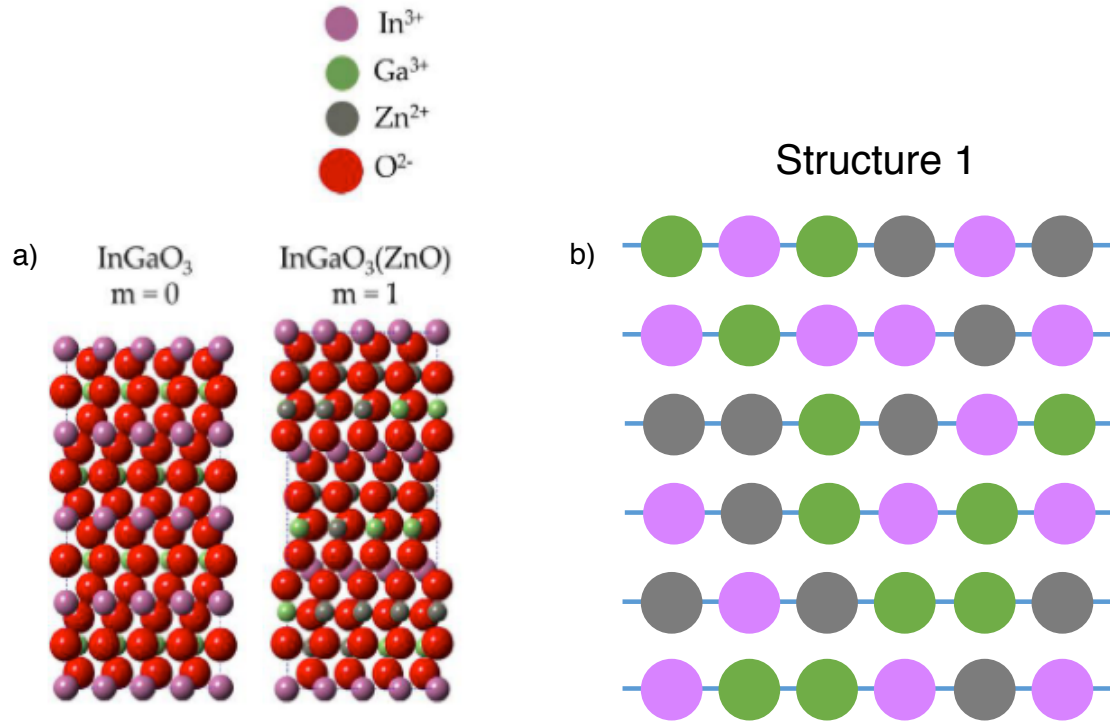 In³⁺
Ga³⁺
Zn²⁺
O²⁻
Structure 1
a)
InGaO₃
m = 0
InGaO₃(ZnO)
m = 1
b)